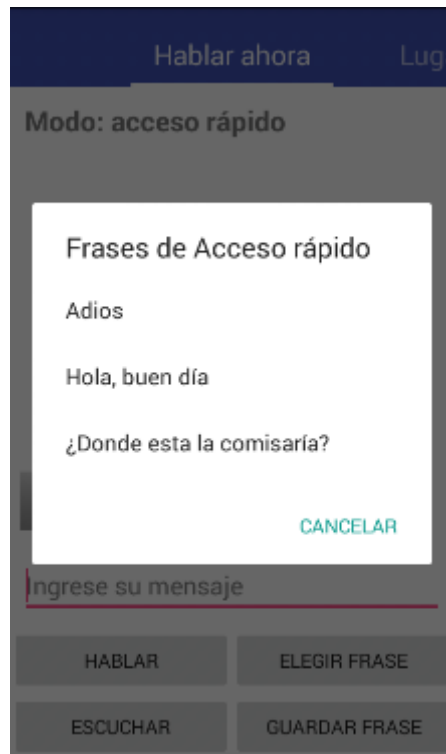 Hablar ahora
Lug
Modo: acceso rápido
Frases de Acceso rápido
Adios
Hola, buen día
¿Donde esta la comisaría?
CANCELAR
Ingrese su mensaje
HABLAR
ELEGIR FRASE
ESCUCHAR
GUARDAR FRASE